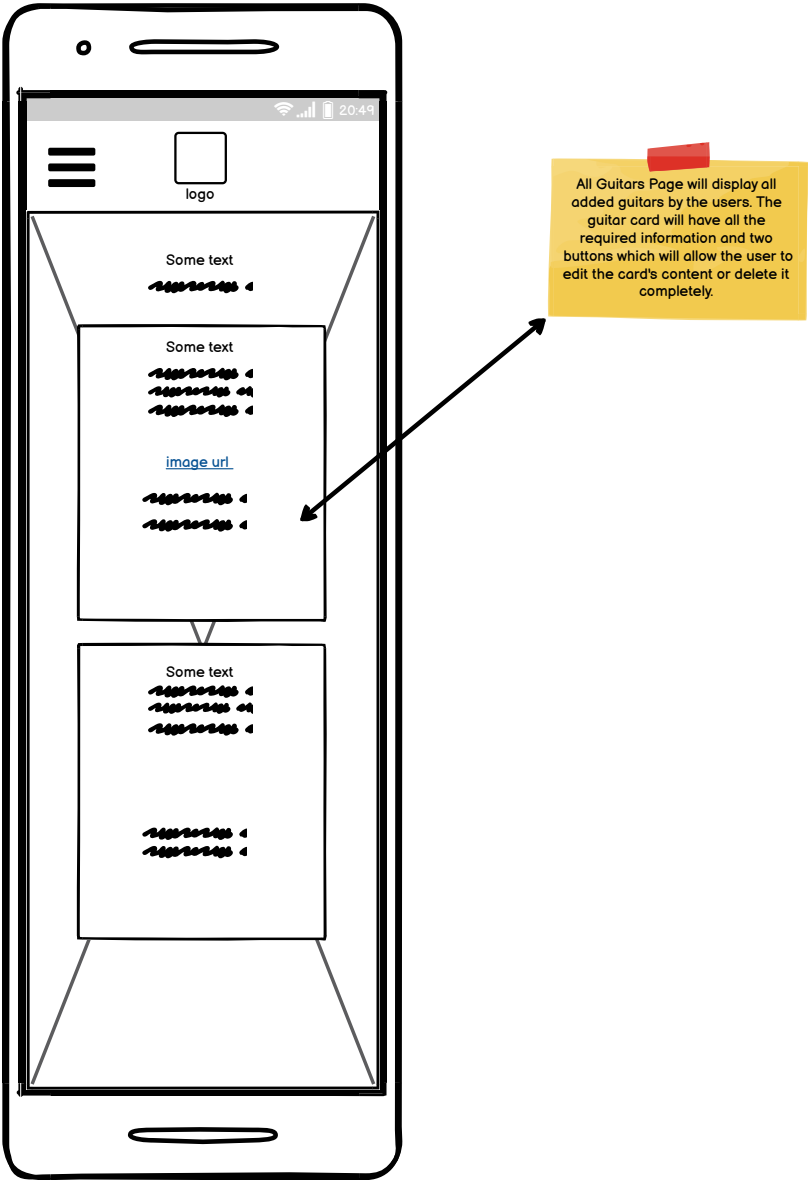 20:49
logo
Some text
Some text
image url
Some text
All Guitars Page will display all
added guitars by the users. The
guitar card will have all the
required information and two
buttons which will allow the user to
edit the card's content or delete it
completely.